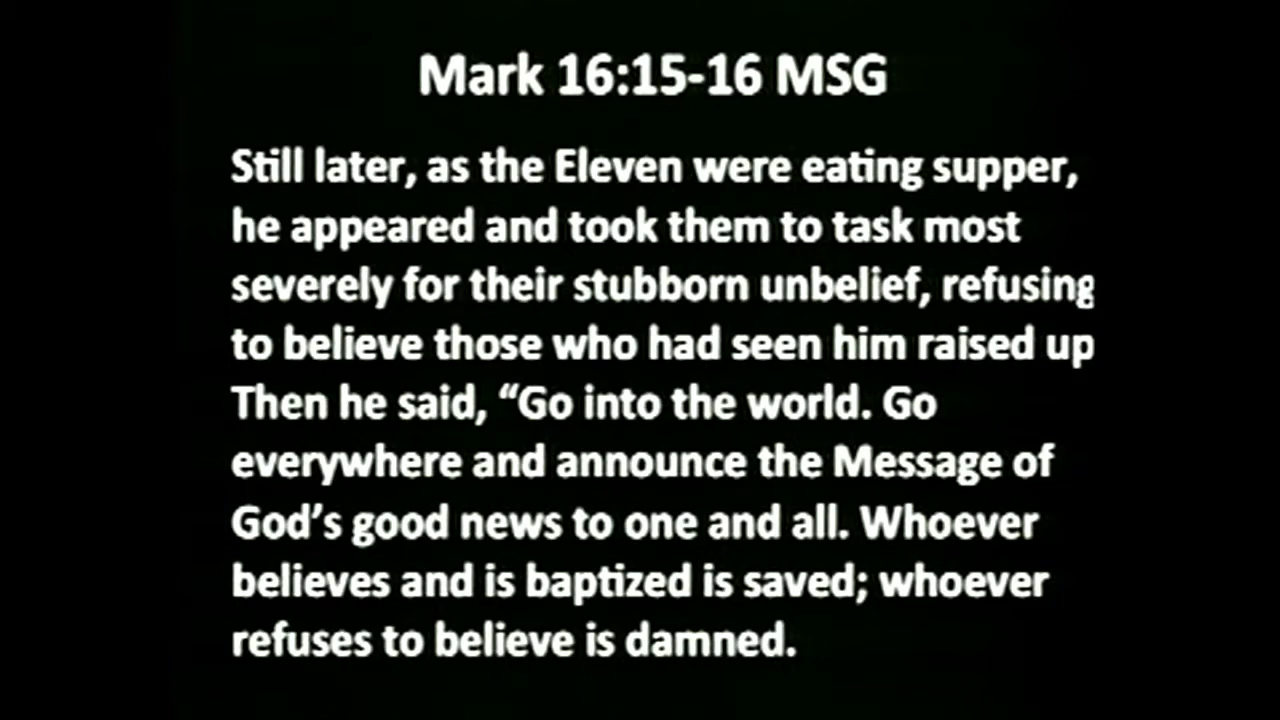 Mark 16:15-16 MSG
Still later, as the Eleven were eating supper,
he appeared and took them to task most
severely for their stubborn unbelief, refusing
to believe those who had seen him raised up
Then he said, “Go into the world. Go
everywhere and announce the Message of
God’s good news to one and all. Whoever
believes and is baptized is saved; whoever
refuses to believe is damned.